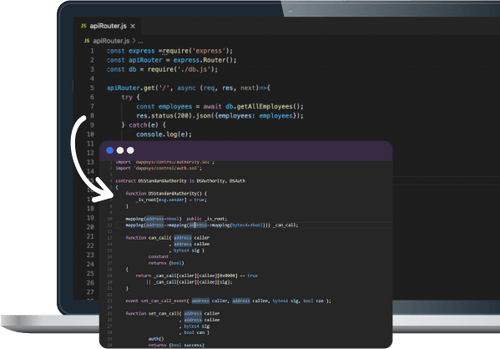 apiRouter.js ×
JS apiRouter.js > ...
1 const express =require('express');
2 const apiRouter = express.Router();
3 const db = require('./db.js');
4
5 apiRouter.get('/', async (req, res, next)=>{
6 try {
7 const employees = await db.getAllEmployees();
8 res.status(200).json({employees: employees});
9 } catch(e) {
10 console.log(e);
import 'dappsys/control/authority.sol';
import 'dappsys/control/auth.sol';
contract DSStandardAuthority is DSAuthority, DSAuth
{
function DSStandardAuthority() {
_is_root[msg.sender] = true;
}
mapping(address=>bool) public _is_root;
mapping(address=>mapping(address=>mapping(bytes4=>bool))) _can_call;
function can_call( address caller
, address callee
, bytes4 sig )
constant
returns (bool)
{
return _can_call[caller][callee][0x0000] == true
|| _can_call[caller][callee][sig];
}
event set_can_call_event( address caller, address callee, bytes4 sig, bool can );
function set_can_call( address caller
, address callee
, bytes4 sig
, bool can )
auth()
returns (bool success)